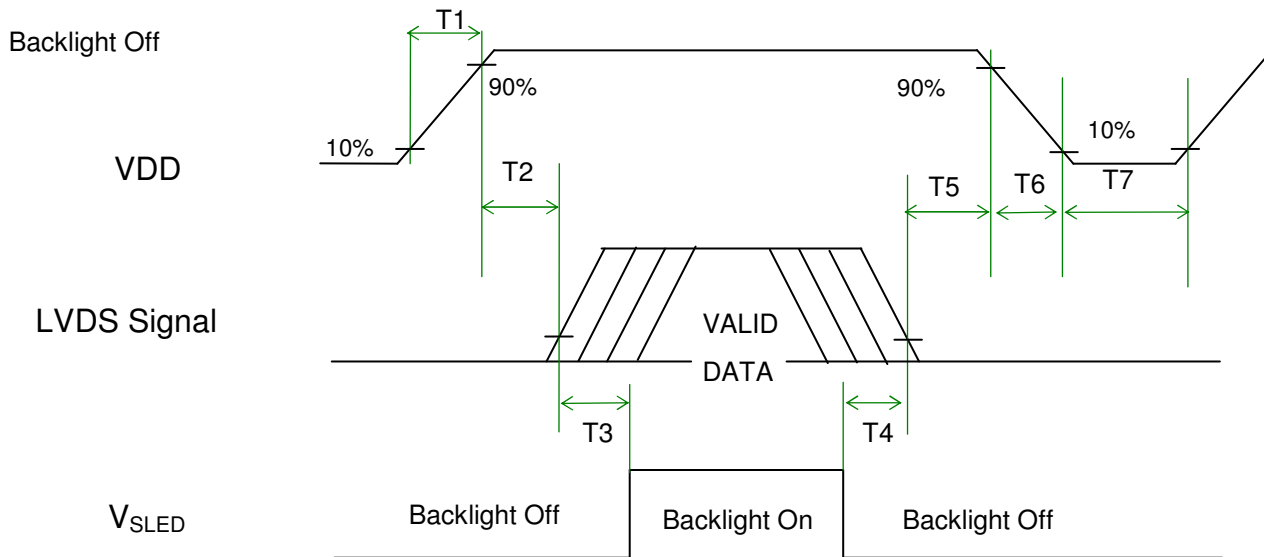 T1
Backlight Off
90%
90%
10%
10%
VDD
T2
T5
T6
T7
LVDS Signal
VALID
DATA
T3
T4
VSLED
Backlight Off
Backlight On
Backlight Off